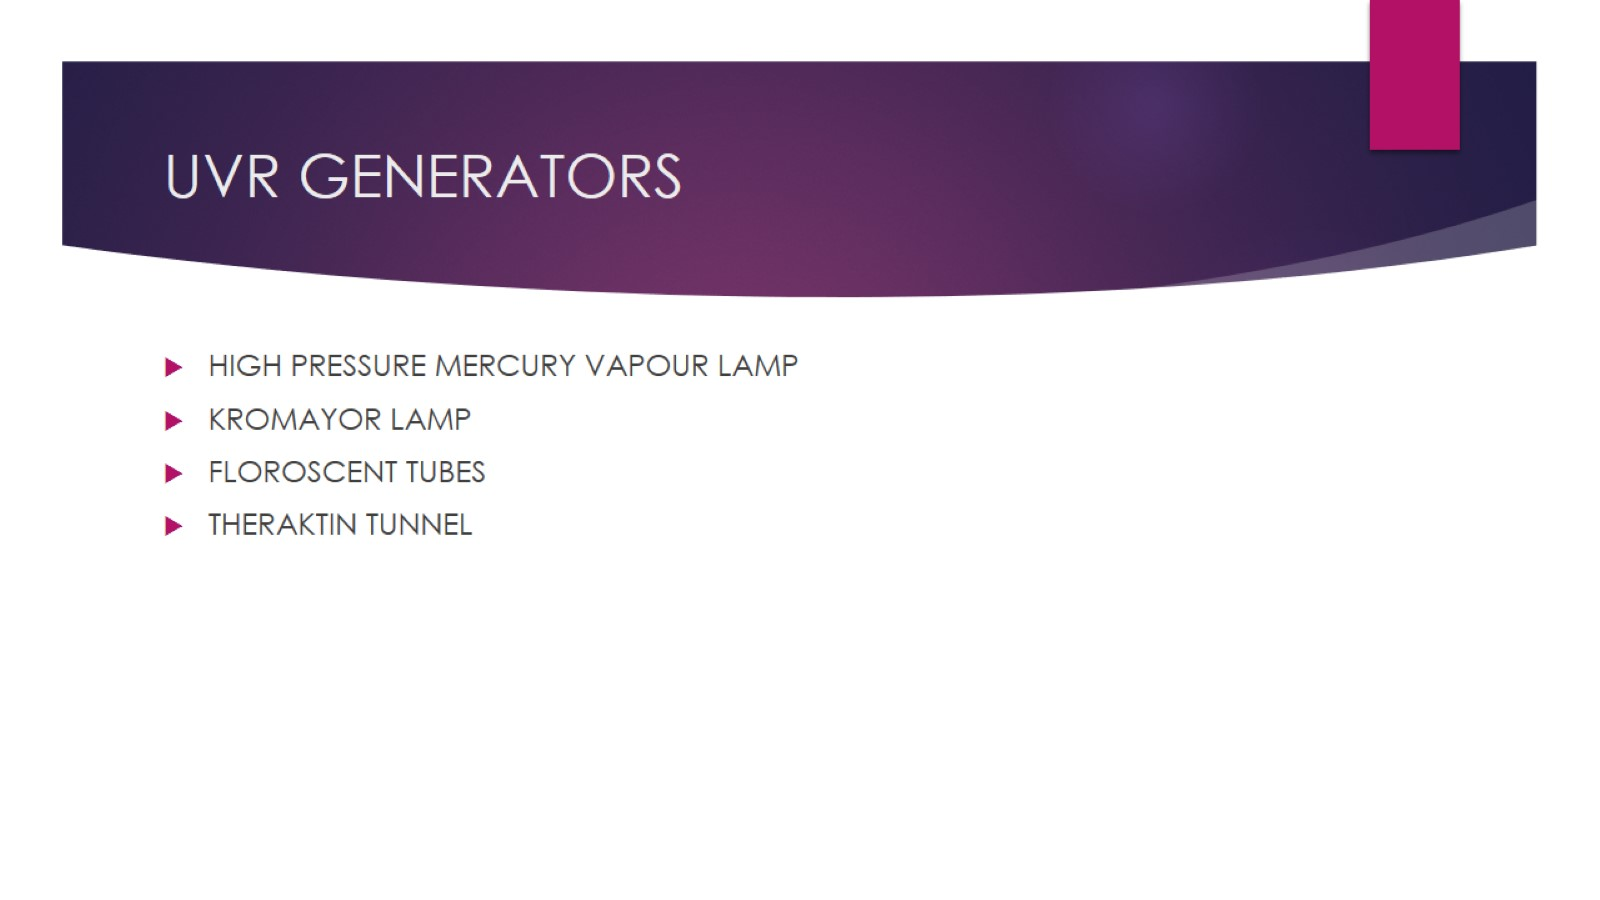 UVR GENERATORS
HIGH PRESSURE MERCURY VAPOUR LAMP
KROMAYOR LAMP
FLOROSCENT TUBES
THERAKTIN TUNNEL